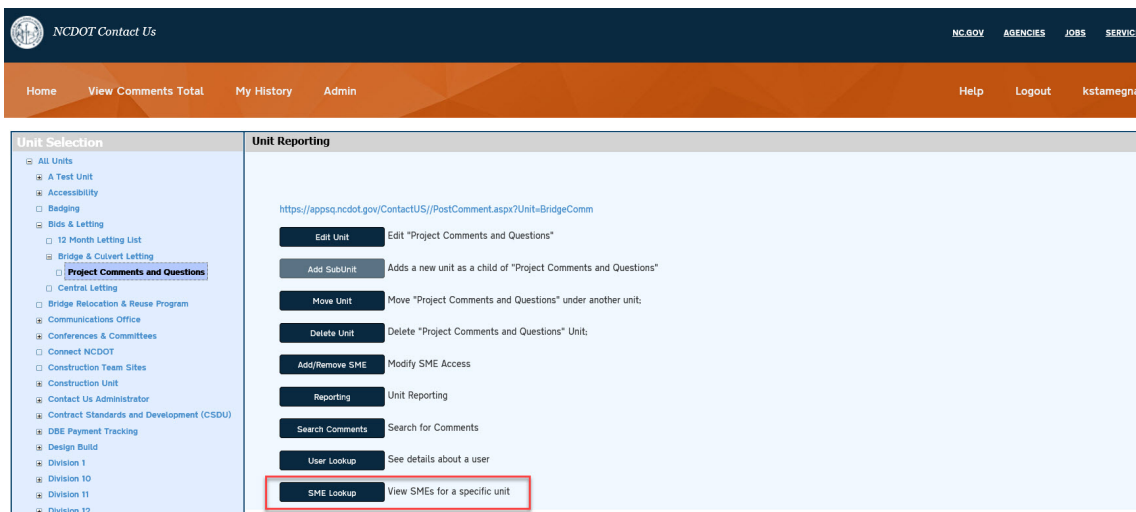 NCDOT Contact Us
NC.GOV AGENCIES JOBS
Home View Comments Total My History Admin Help Logout
Unit Selection
All Units
A Test Unit
Accessibility
Badging
Bids & Letting
12 Month Letting List
Bridge & Culvert Letting
Project Comments and Questions
Central Letting
Bridge Relocation & Reuse Program
Communications Office
Conferences & Committees
Connect NCDOT
Construction Team Sites
Construction Unit
Contact Us Administrator
Contract Standards and Development (CSDU)
DBE Payment Tracking
Design Build
Division 1
Division 10
Division 11
Division 12
Unit Reporting
https://appsq.ncdot.gov/ContactUS//PostComment.aspx?Unit=BridgeComm
Edit Unit Edit "Project Comments and Questions"
Add SubUnit Adds a new unit as a child of "Project Comments and Questions"
Move Unit Move "Project Comments and Questions" under another unit;
Delete Unit Delete "Project Comments and Questions" Unit;
Add/Remove SME Modify SME Access
Reporting Unit Reporting
Search Comments Search for Comments
User Lookup See details about a user
SME Lookup View SMEs for a specific unit